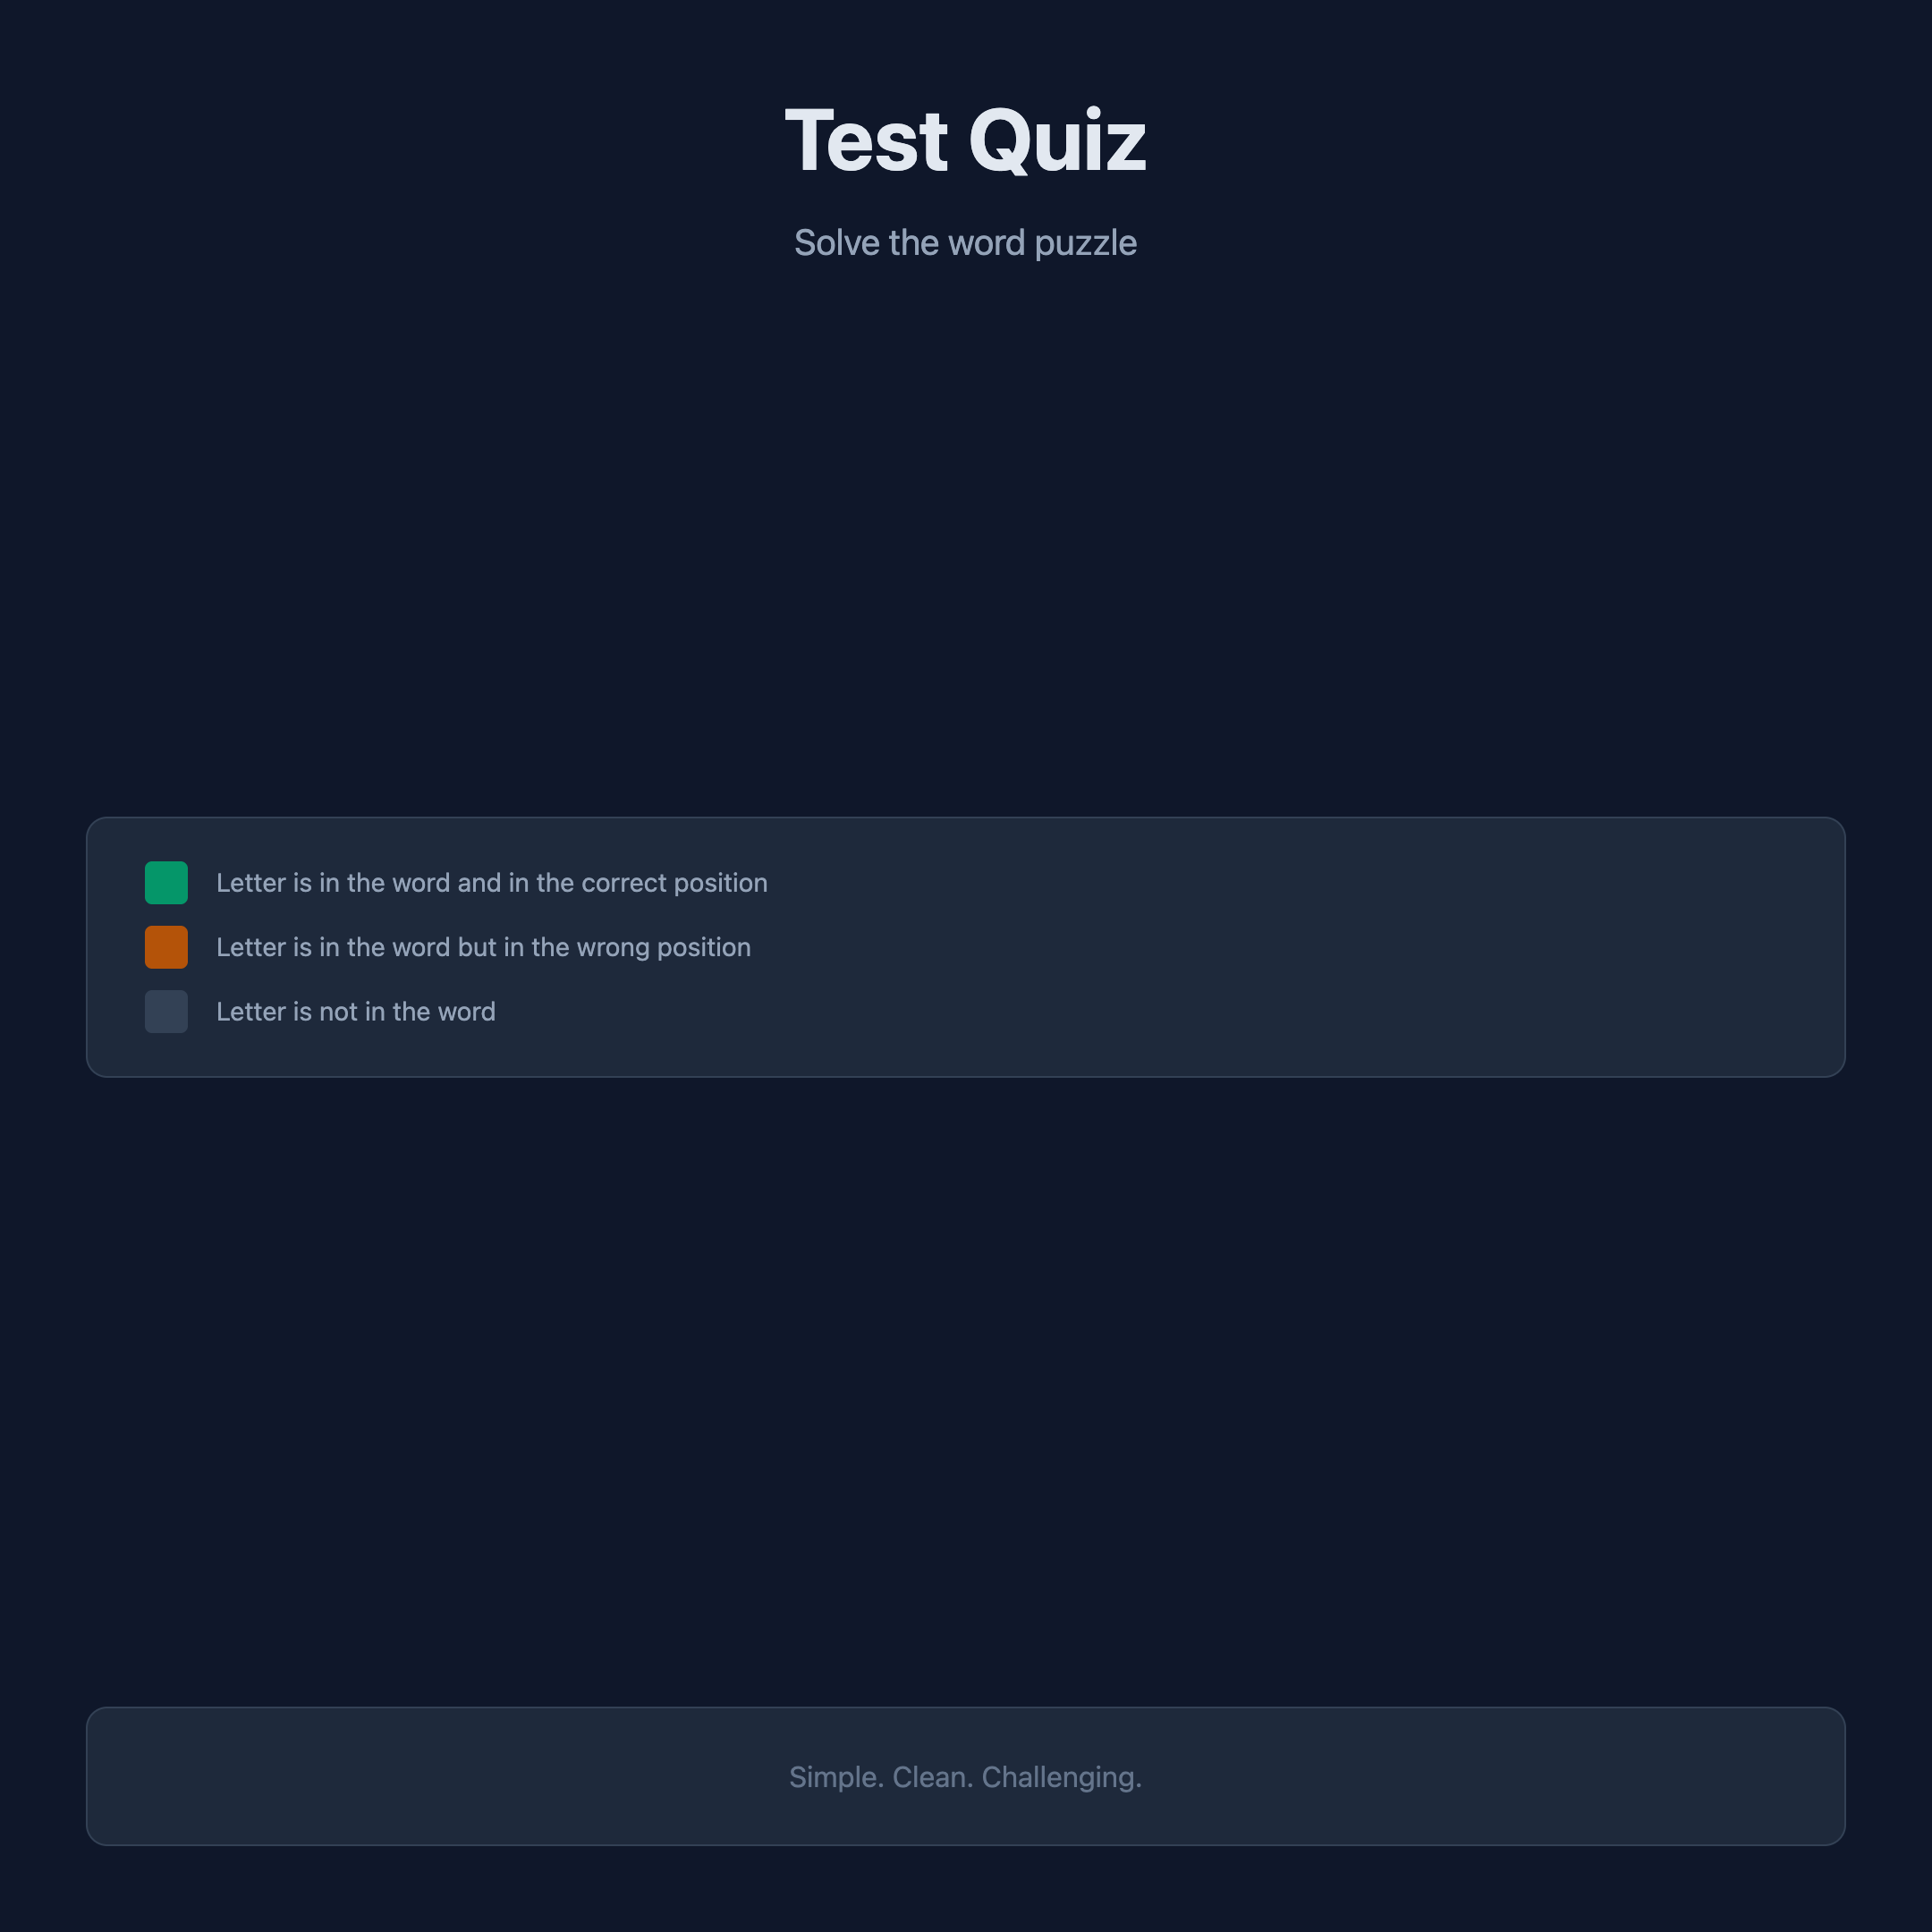 Test Quiz
Solve the word puzzle
Letter is in the word and in the correct position
Letter is in the word but in the wrong position
Letter is not in the word
Simple. Clean. Challenging.